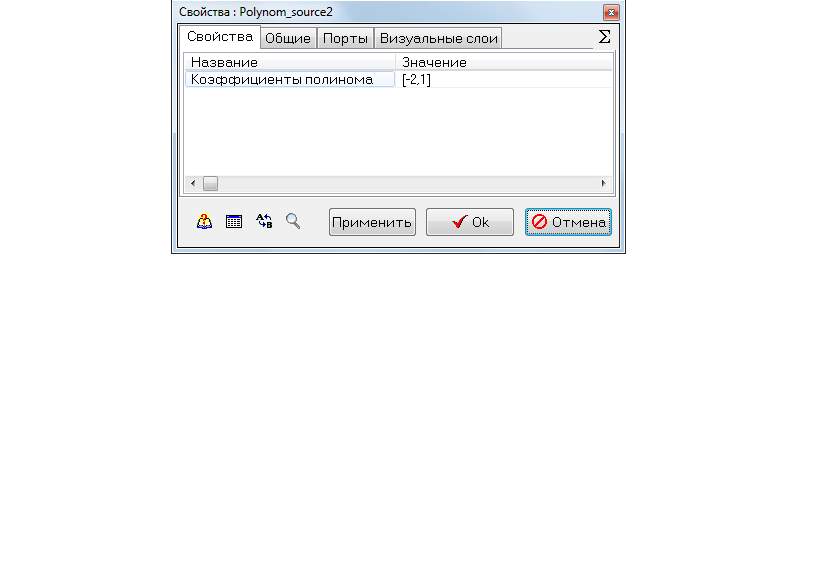 Свойства : Polynom_source2
Свойства Общие Порты Визуальные слои Σ
Название Значение
Коэффициенты полинома [-2,1]
Применить Ok Отмена